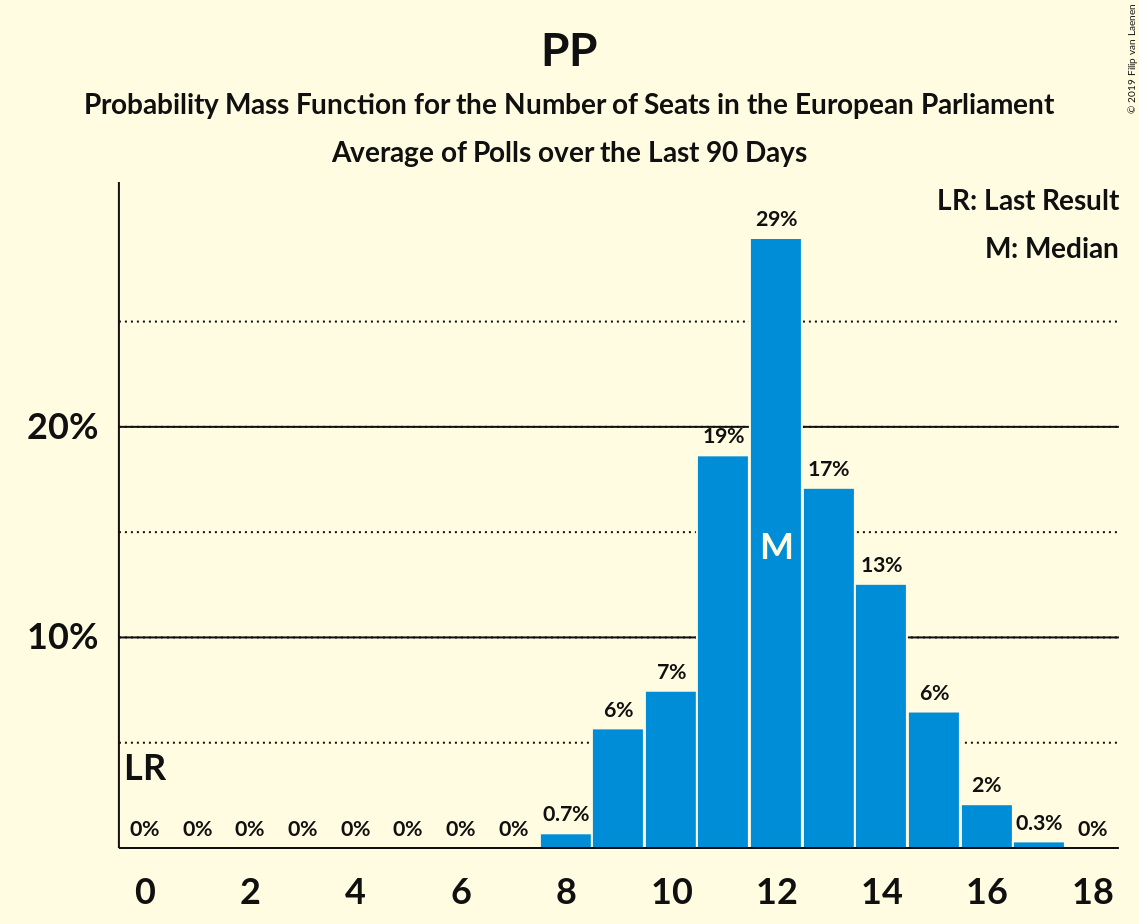 PP
Probability Mass Function for the Number of Seats in the European Parliament
Average of Polls over the Last 90 Days
© 2019 Filip van Laenen
LR: Last Result
M: Median
29%
20%
19%
17%
M
13%
10%
7%
6%
6%
LR
2%
0% 0% 0% 0% 0% 0% 0% 0% 0.7% 0.3% 0%
0 2 4 6 8 10 12 14 16 18